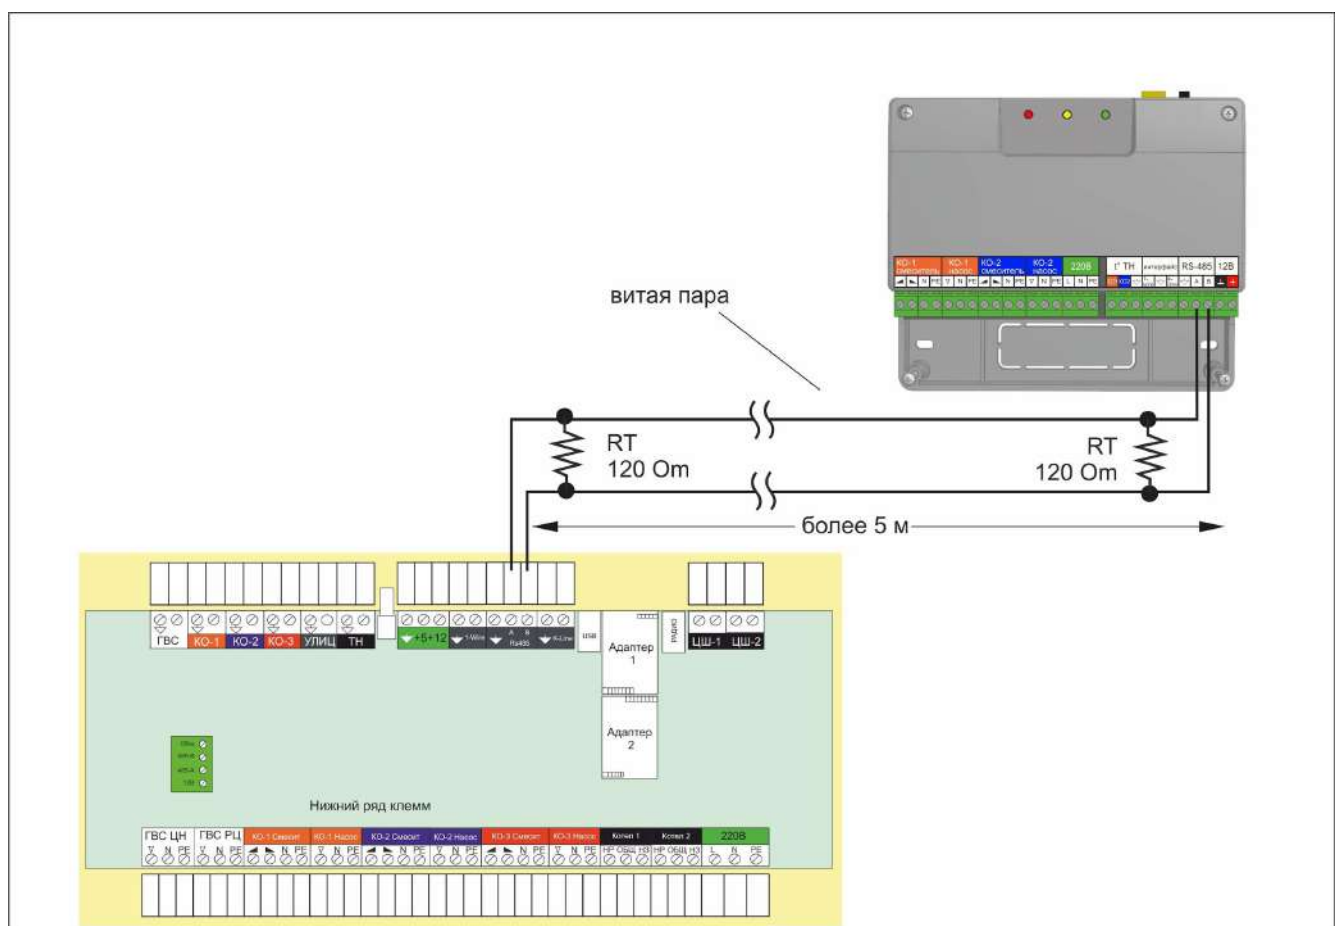 КО-1 смеситель КО-1 насос КО-2 смеситель КО-2 насос 220В t° ТН интерфейс RS-485 12В
N PE N PE N PE N PE L N PE КО2 A B
витая пара
RT
120 Om
RT
120 Om
более 5 м
ГВС КО-1 КО-2 КО-3 УЛИЦ ТН +5+12 1-Wire A B Rs485 K-Line USB РАДИО ЦШ-1 ЦШ-2
Адаптер
1
Адаптер
2
Нижний ряд клемм
ГВС ЦН ГВС РЦ КО-1 Смесит КО-1 Насос КО-2 Смесит КО-2 Насос КО-3 Смесит КО-3 Насос Котел 1 Котел 2 220В
N PE N PE N PE N PE N PE N PE N PE N PE НР ОБЩ НЗ НР ОБЩ НЗ L N PE